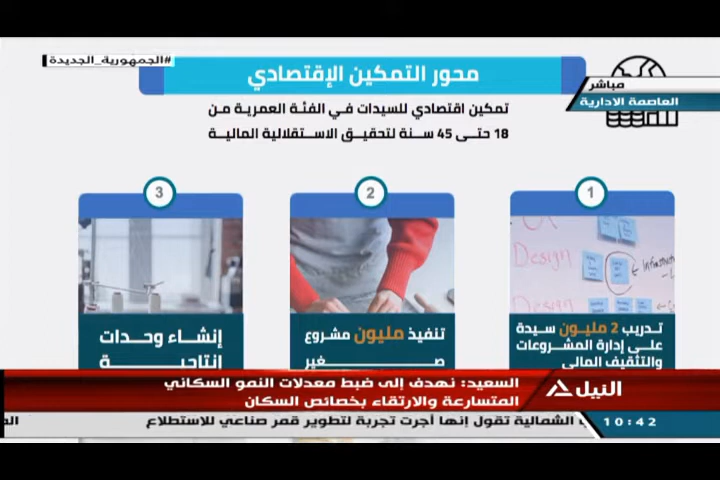 #الجمهورية_الجديدة
محور التمكين الإقتصادي
مباشر
العاصمة الادارية
تمكين اقتصادي للسيدات في الفئة العمرية من
18 حتى 45 سنة لتحقيق الاستقلالية المالية
1
2
3
Design
Design
تدريب 2 مليون سيدة
على إدارة المشروعات
والتثقيف المالي
تنفيذ مليون مشروع
صغير
إنشاء وحدات
إنتاجية
النيل
السعيد: نهدف إلى ضبط معدلات النمو السكاني
المتسارعة والارتقاء بخصائص السكان
10:42
الشمالية تقول إنها أجرت تجربة لتطوير قمر صناعي للاستطلاع